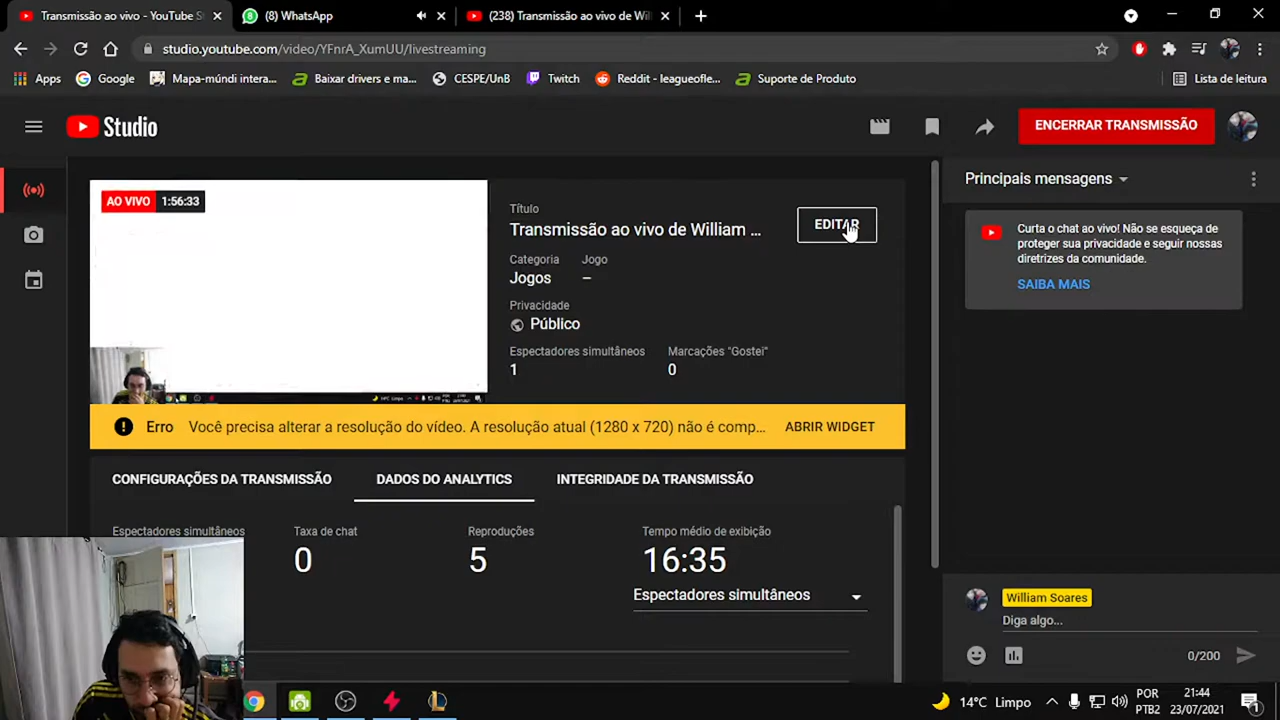 Transmissão ao vivo - YouTube S
(8) WhatsApp
(238) Transmissão ao vivo de Wil
studio.youtube.com/video/YFnrA_XumUU/livestreaming
Apps
Google
Mapa-múndi intera...
Baixar drivers e ma...
CESPE/UnB
Twitch
Reddit - leagueofle...
Suporte de Produto
Lista de leitura
Studio
ENCERRAR TRANSMISSÃO
AO VIVO 1:56:33
Título
Transmissão ao vivo de William ...
EDITAR
Categoria
Jogo
Jogos
–
Privacidade
Público
Espectadores simultâneos
Marcações "Gostei"
1
0
Erro
Você precisa alterar a resolução do vídeo. A resolução atual (1280 x 720) não é comp...
ABRIR WIDGET
CONFIGURAÇÕES DA TRANSMISSÃO
DADOS DO ANALYTICS
INTEGRIDADE DA TRANSMISSÃO
Espectadores simultâneos
Taxa de chat
Reproduções
Tempo médio de exibição
0
5
16:35
Espectadores simultâneos
Principais mensagens
Curta o chat ao vivo! Não se esqueça de
proteger sua privacidade e seguir nossas
diretrizes da comunidade.
SAIBA MAIS
William Soares
Diga algo...
0/200
14°C Limpo
POR
PTB2
21:44
23/07/2021
1